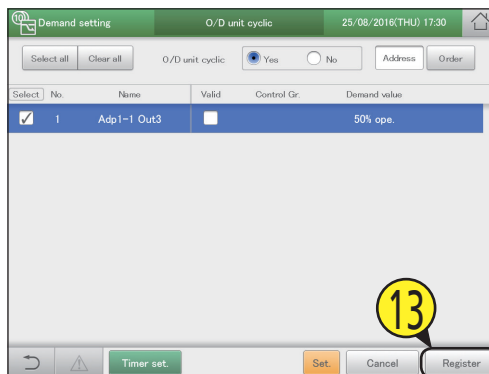 100 Demand setting O/D unit cyclic 25/08/2016(THU) 17:30
Select all Clear all O/D unit cyclic Yes No Address Order
Select No. Name Valid Control Gr. Demand value
1 Adp1-1 Out3 50% ope.
13
Timer set. Set. Cancel Register